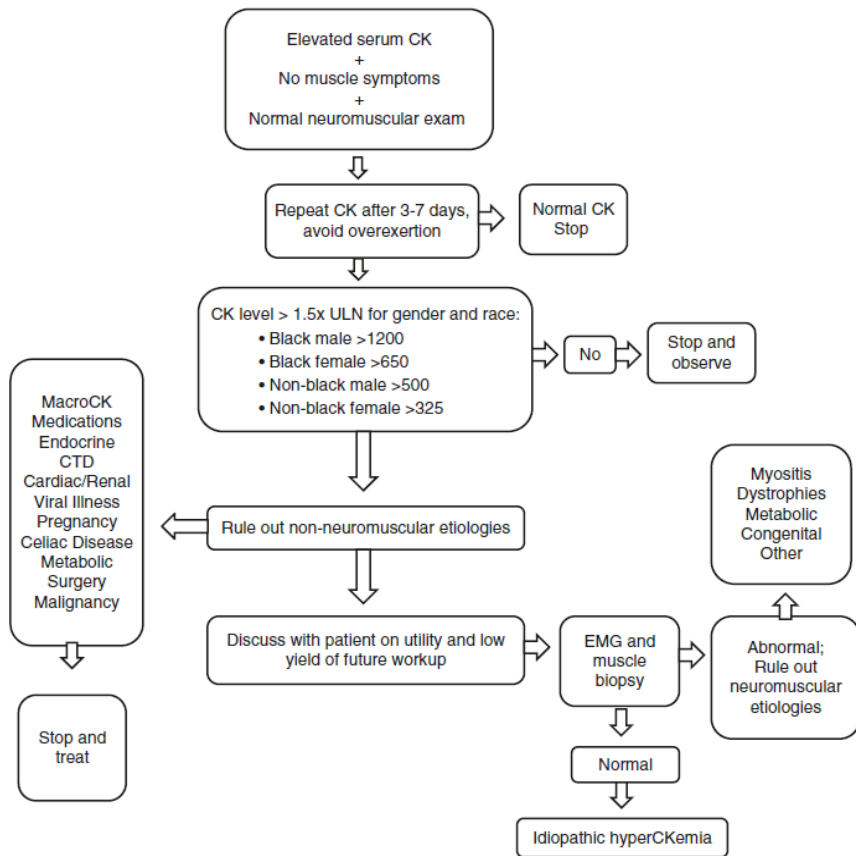 Elevated serum CK
+
No muscle symptoms
+
Normal neuromuscular exam
Repeat CK after 3-7 days,
avoid overexertion
Normal CK
Stop
CK level > 1.5x ULN for gender and race:
• Black male >1200
• Black female >650
• Non-black male >500
• Non-black female >325
No
Stop and
observe
Rule out non-neuromuscular etiologies
MacroCK
Medications
Endocrine
CTD
Cardiac/Renal
Viral Illness
Pregnancy
Celiac Disease
Metabolic
Surgery
Malignancy
Stop and
treat
Discuss with patient on utility and low
yield of future workup
EMG and
muscle
biopsy
Abnormal;
Rule out
neuromuscular
etiologies
Myositis
Dystrophies
Metabolic
Congenital
Other
Normal
Idiopathic hyperCKemia